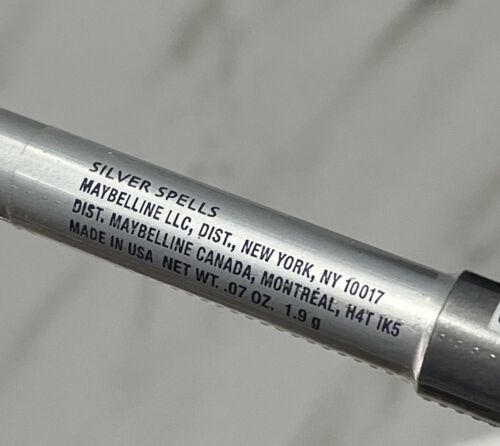 SILVER SPELLS
MAYBELLINE LLC, DIST., NEW YORK, NY 10017
DIST. MAYBELLINE CANADA, MONTRÉAL, H4T 1K5
MADE IN USA NET WT. .07 OZ. 1.9 g